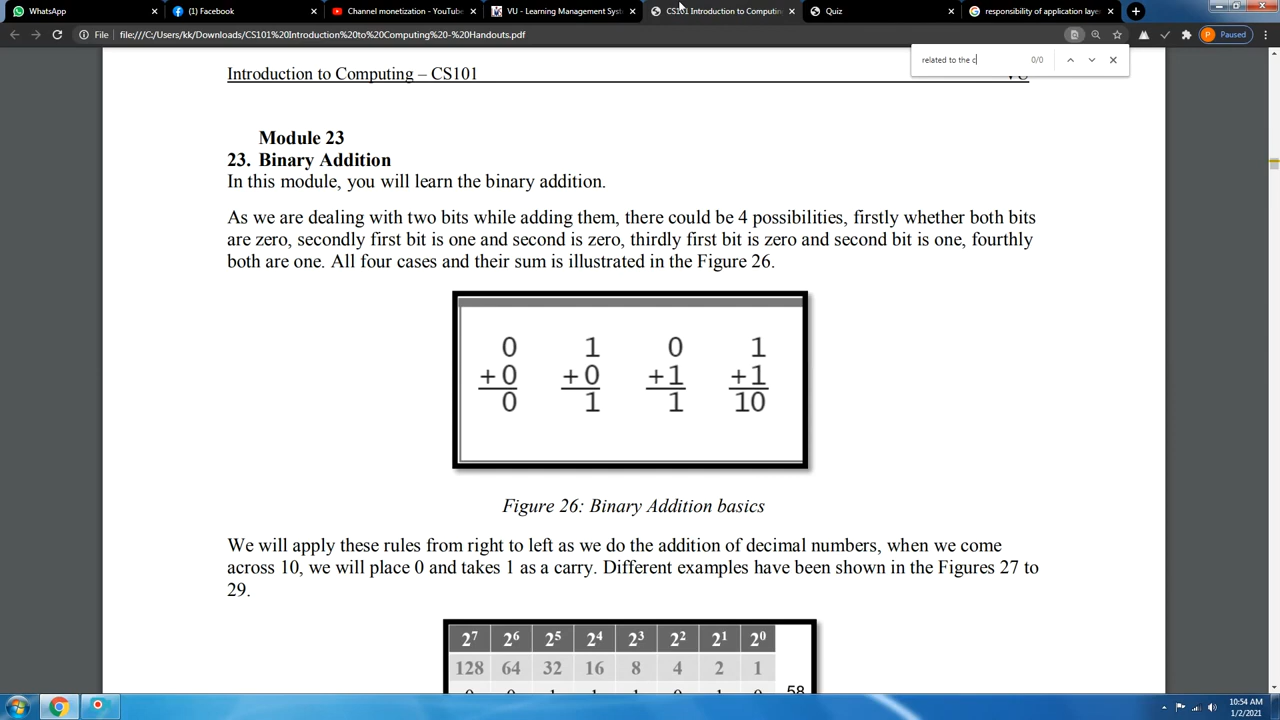 WhatsApp
(1) Facebook
Channel monetization - YouTube
VU - Learning Management Syst
CS101 Introduction to Computin
Quiz
responsibility of application laye
File
file:///C:/Users/kk/Downloads/CS101%20Introduction%20to%20Computing%20-%20Handouts.pdf
P
Paused
related to the c
0/0
Introduction to Computing – CS101
Module 23
23. Binary Addition
In this module, you will learn the binary addition.
As we are dealing with two bits while adding them, there could be 4 possibilities, firstly whether both bits
are zero, secondly first bit is one and second is zero, thirdly first bit is zero and second bit is one, fourthly
both are one. All four cases and their sum is illustrated in the Figure 26.
0 1 0 1
+0 +0 +1 +1
0 1 1 10
Figure 26: Binary Addition basics
We will apply these rules from right to left as we do the addition of decimal numbers, when we come
across 10, we will place 0 and takes 1 as a carry. Different examples have been shown in the Figures 27 to
29.
2⁷ 2⁶ 2⁵ 2⁴ 2³ 2² 2¹ 2⁰
128 64 32 16 8 4 2 1
58
10:54 AM
1/2/2021